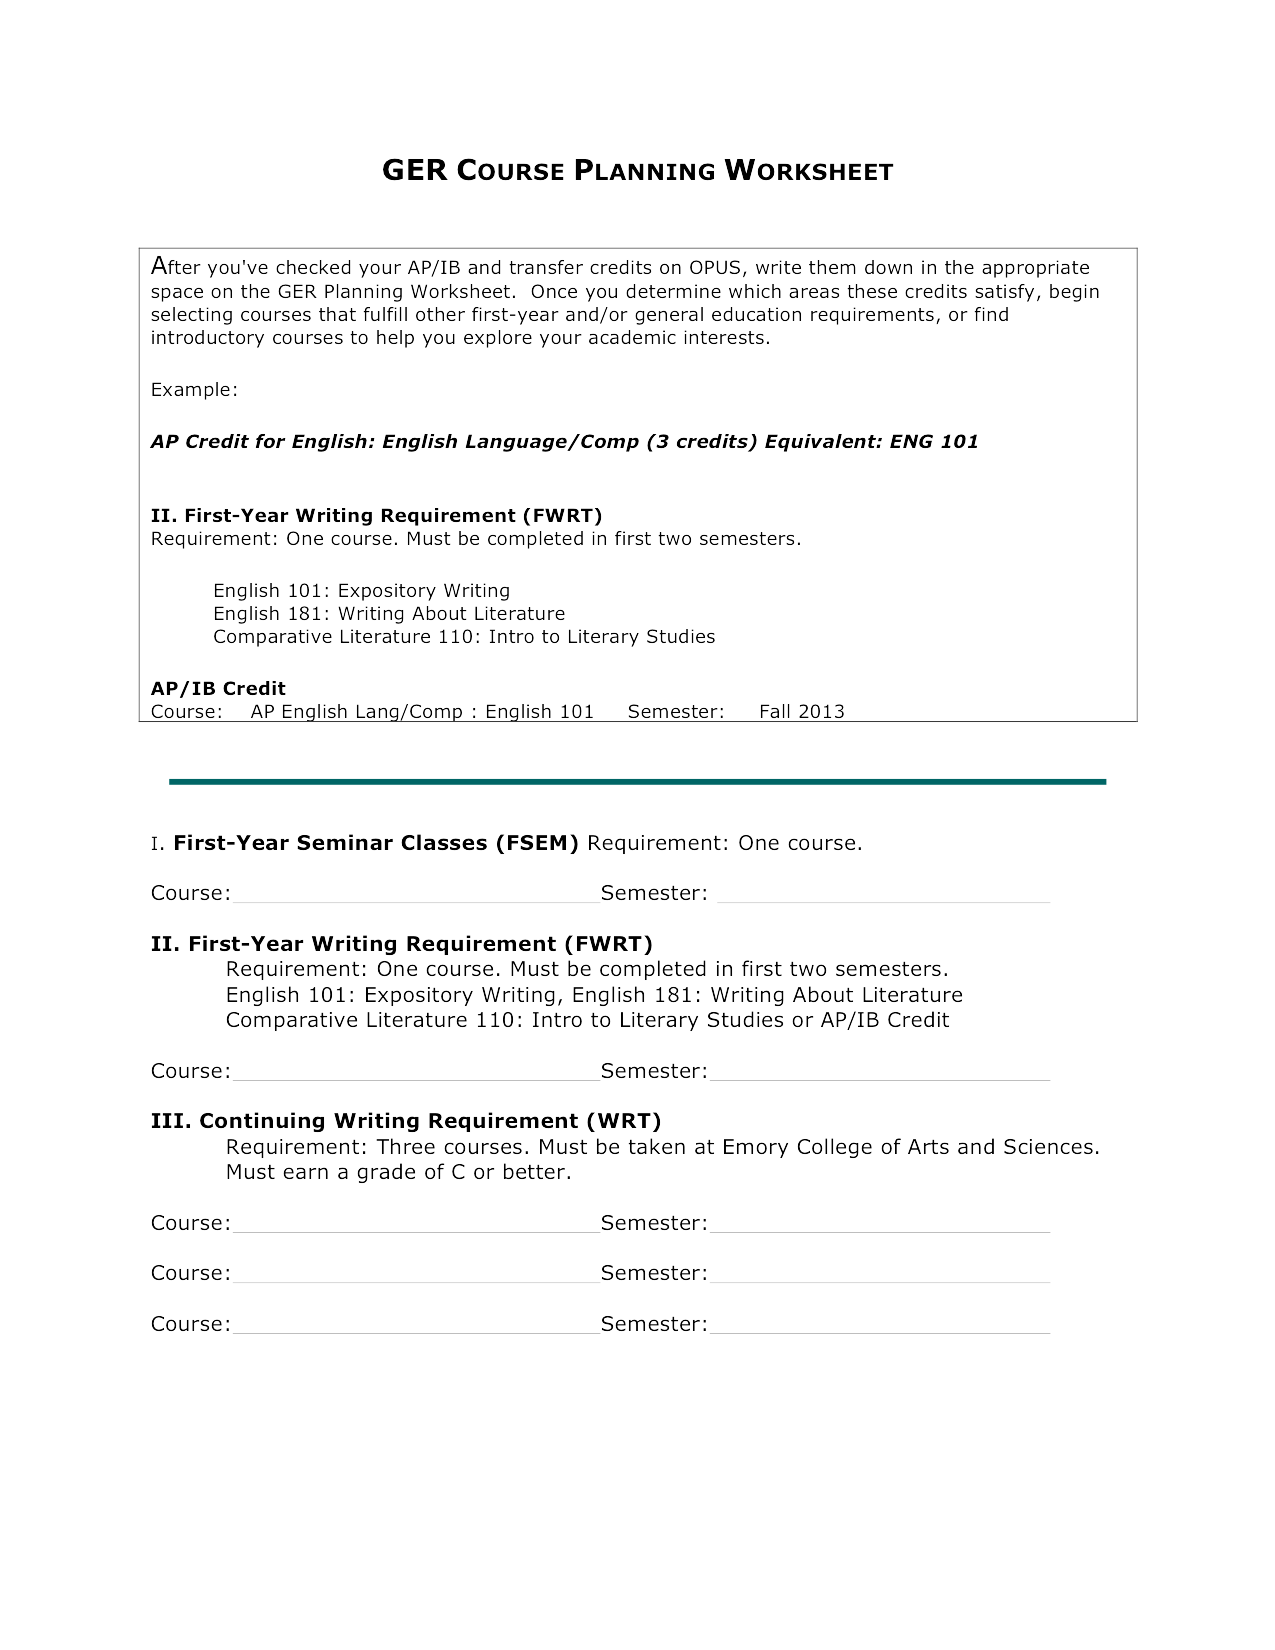 GER COURSE PLANNING WORKSHEET
After you've checked your AP/IB and transfer credits on OPUS, write them down in the appropriate
space on the GER Planning Worksheet.  Once you determine which areas these credits satisfy, begin
selecting courses that fulfill other first-year and/or general education requirements, or find
introductory courses to help you explore your academic interests.
Example:
AP Credit for English: English Language/Comp (3 credits) Equivalent: ENG 101
II. First-Year Writing Requirement (FWRT)
Requirement: One course. Must be completed in first two semesters.
English 101: Expository Writing
English 181: Writing About Literature
Comparative Literature 110: Intro to Literary Studies
AP/IB Credit
Course: AP English Lang/Comp : English 101 Semester: Fall 2013
I. First-Year Seminar Classes (FSEM) Requirement: One course.
Course: Semester:
II. First-Year Writing Requirement (FWRT)
Requirement: One course. Must be completed in first two semesters.
English 101: Expository Writing, English 181: Writing About Literature
Comparative Literature 110: Intro to Literary Studies or AP/IB Credit
Course: Semester:
III. Continuing Writing Requirement (WRT)
Requirement: Three courses. Must be taken at Emory College of Arts and Sciences.
Must earn a grade of C or better.
Course: Semester:
Course: Semester:
Course: Semester: